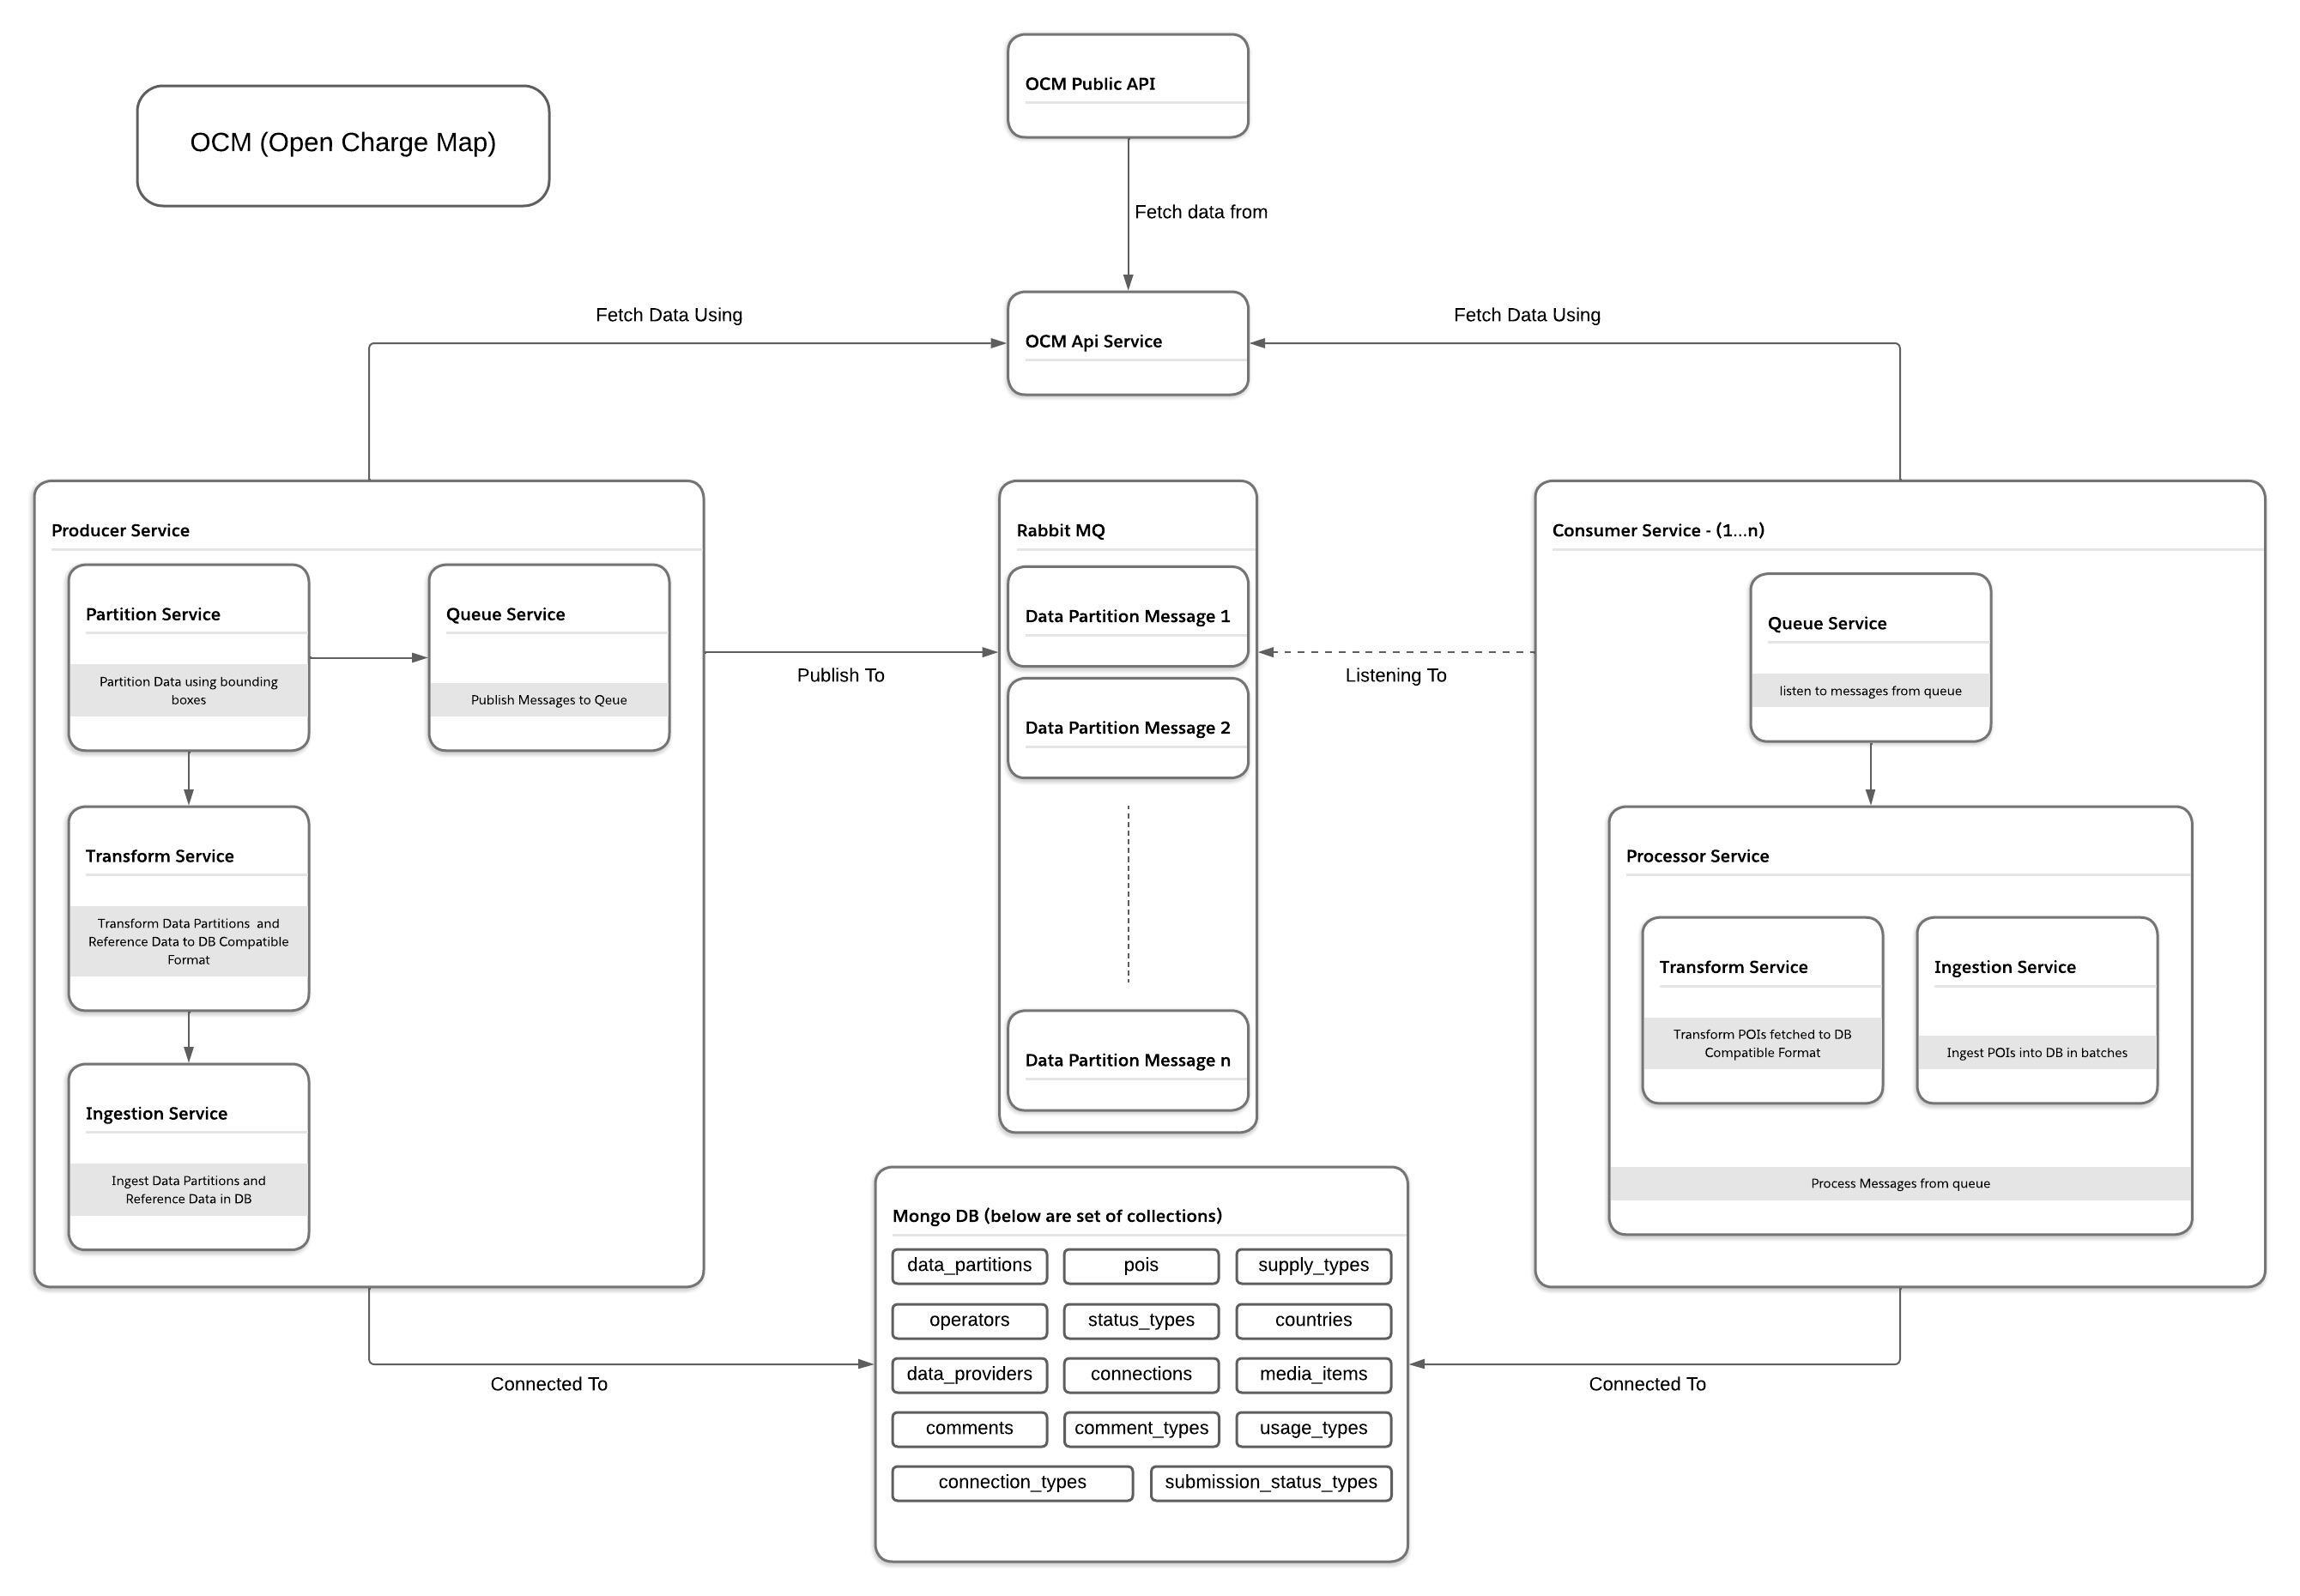 OCM Public API
OCM (Open Charge Map)
Fetch data from
Fetch Data Using
OCM Api Service
Fetch Data Using
Producer Service
Partition Service
Partition Data using bounding
boxes
Queue Service
Publish Messages to Qeue
Transform Service
Transform Data Partitions and
Reference Data to DB Compatible
Format
Ingestion Service
Ingest Data Partitions and
Reference Data in DB
Publish To
Rabbit MQ
Data Partition Message 1
Data Partition Message 2
Data Partition Message n
Listening To
Consumer Service - (1...n)
Queue Service
listen to messages from queue
Processor Service
Transform Service
Transform POIs fetched to DB
Compatible Format
Ingestion Service
Ingest POIs into DB in batches
Process Messages from queue
Connected To
Mongo DB (below are set of collections)
data_partitions
pois
supply_types
operators
status_types
countries
data_providers
connections
media_items
comments
comment_types
usage_types
connection_types
submission_status_types
Connected To